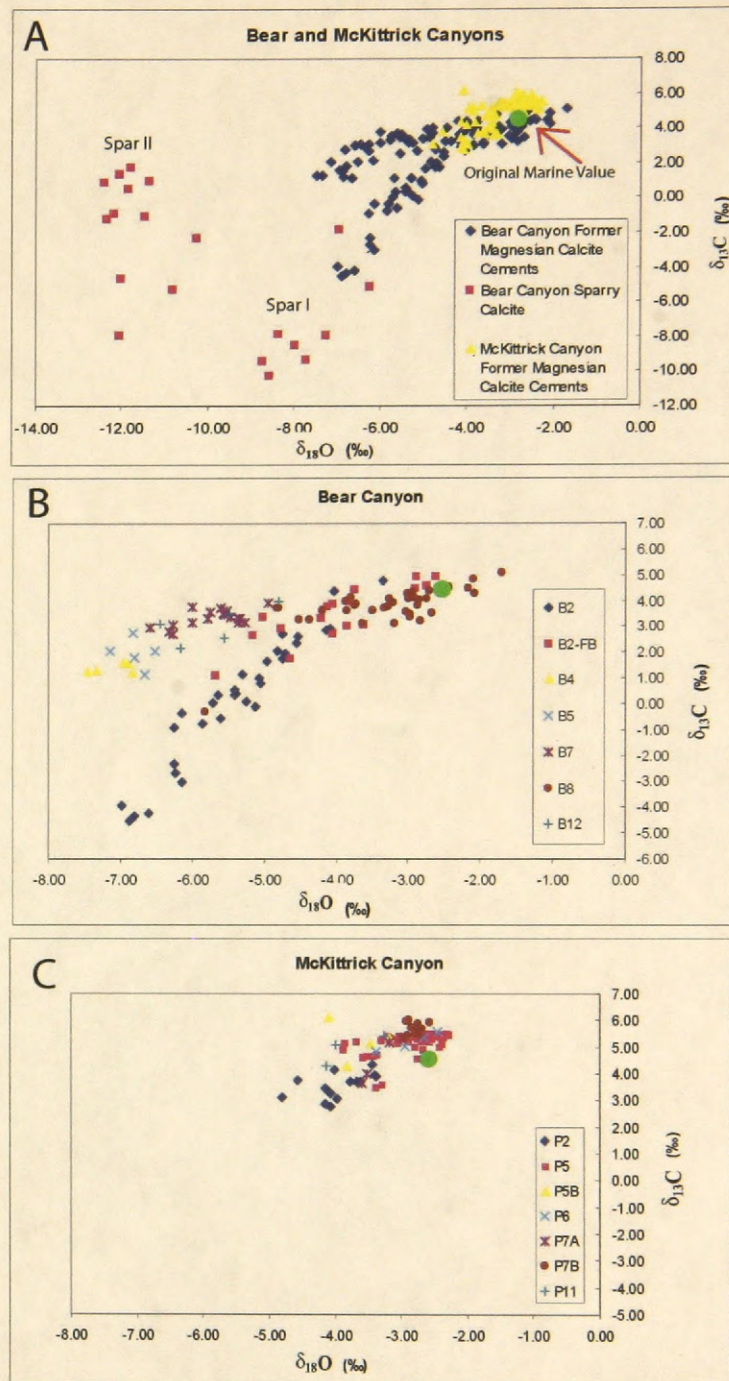 A
Bear and McKittrick Canyons
8.00
6.00
4.00
2.00
0.00
-2.00
-4.00
-6.00
-8.00
-10.00
-12.00
δ13C (‰)
Spar II
Spar I
Original Marine Value
Bear Canyon Former
Magnesian Calcite
Cements
Bear Canyon Sparry
Calcite
McKittrick Canyon
Former Magnesian
Calcite Cements
-14.00 -12.00 -10.00 -8.00 -6.00 -4.00 -2.00 0.00
δ18O (‰)
B
Bear Canyon
7.00
6.00
5.00
4.00
3.00
2.00
1.00
0.00
-1.00
-2.00
-3.00
-4.00
-5.00
-6.00
δ13C (‰)
B2
B2-FB
B4
B5
B7
B8
B12
-8.00 -7.00 -6.00 -5.00 -4.00 -3.00 -2.00 -1.00 0.00
δ18O (‰)
C
McKittrick Canyon
7.00
6.00
5.00
4.00
3.00
2.00
1.00
0.00
-1.00
-2.00
-3.00
-4.00
-5.00
δ13C (‰)
P2
P5
P5B
P6
P7A
P7B
P11
-8.00 -7.00 -6.00 -5.00 -4.00 -3.00 -2.00 -1.00 0.00
δ18O (‰)